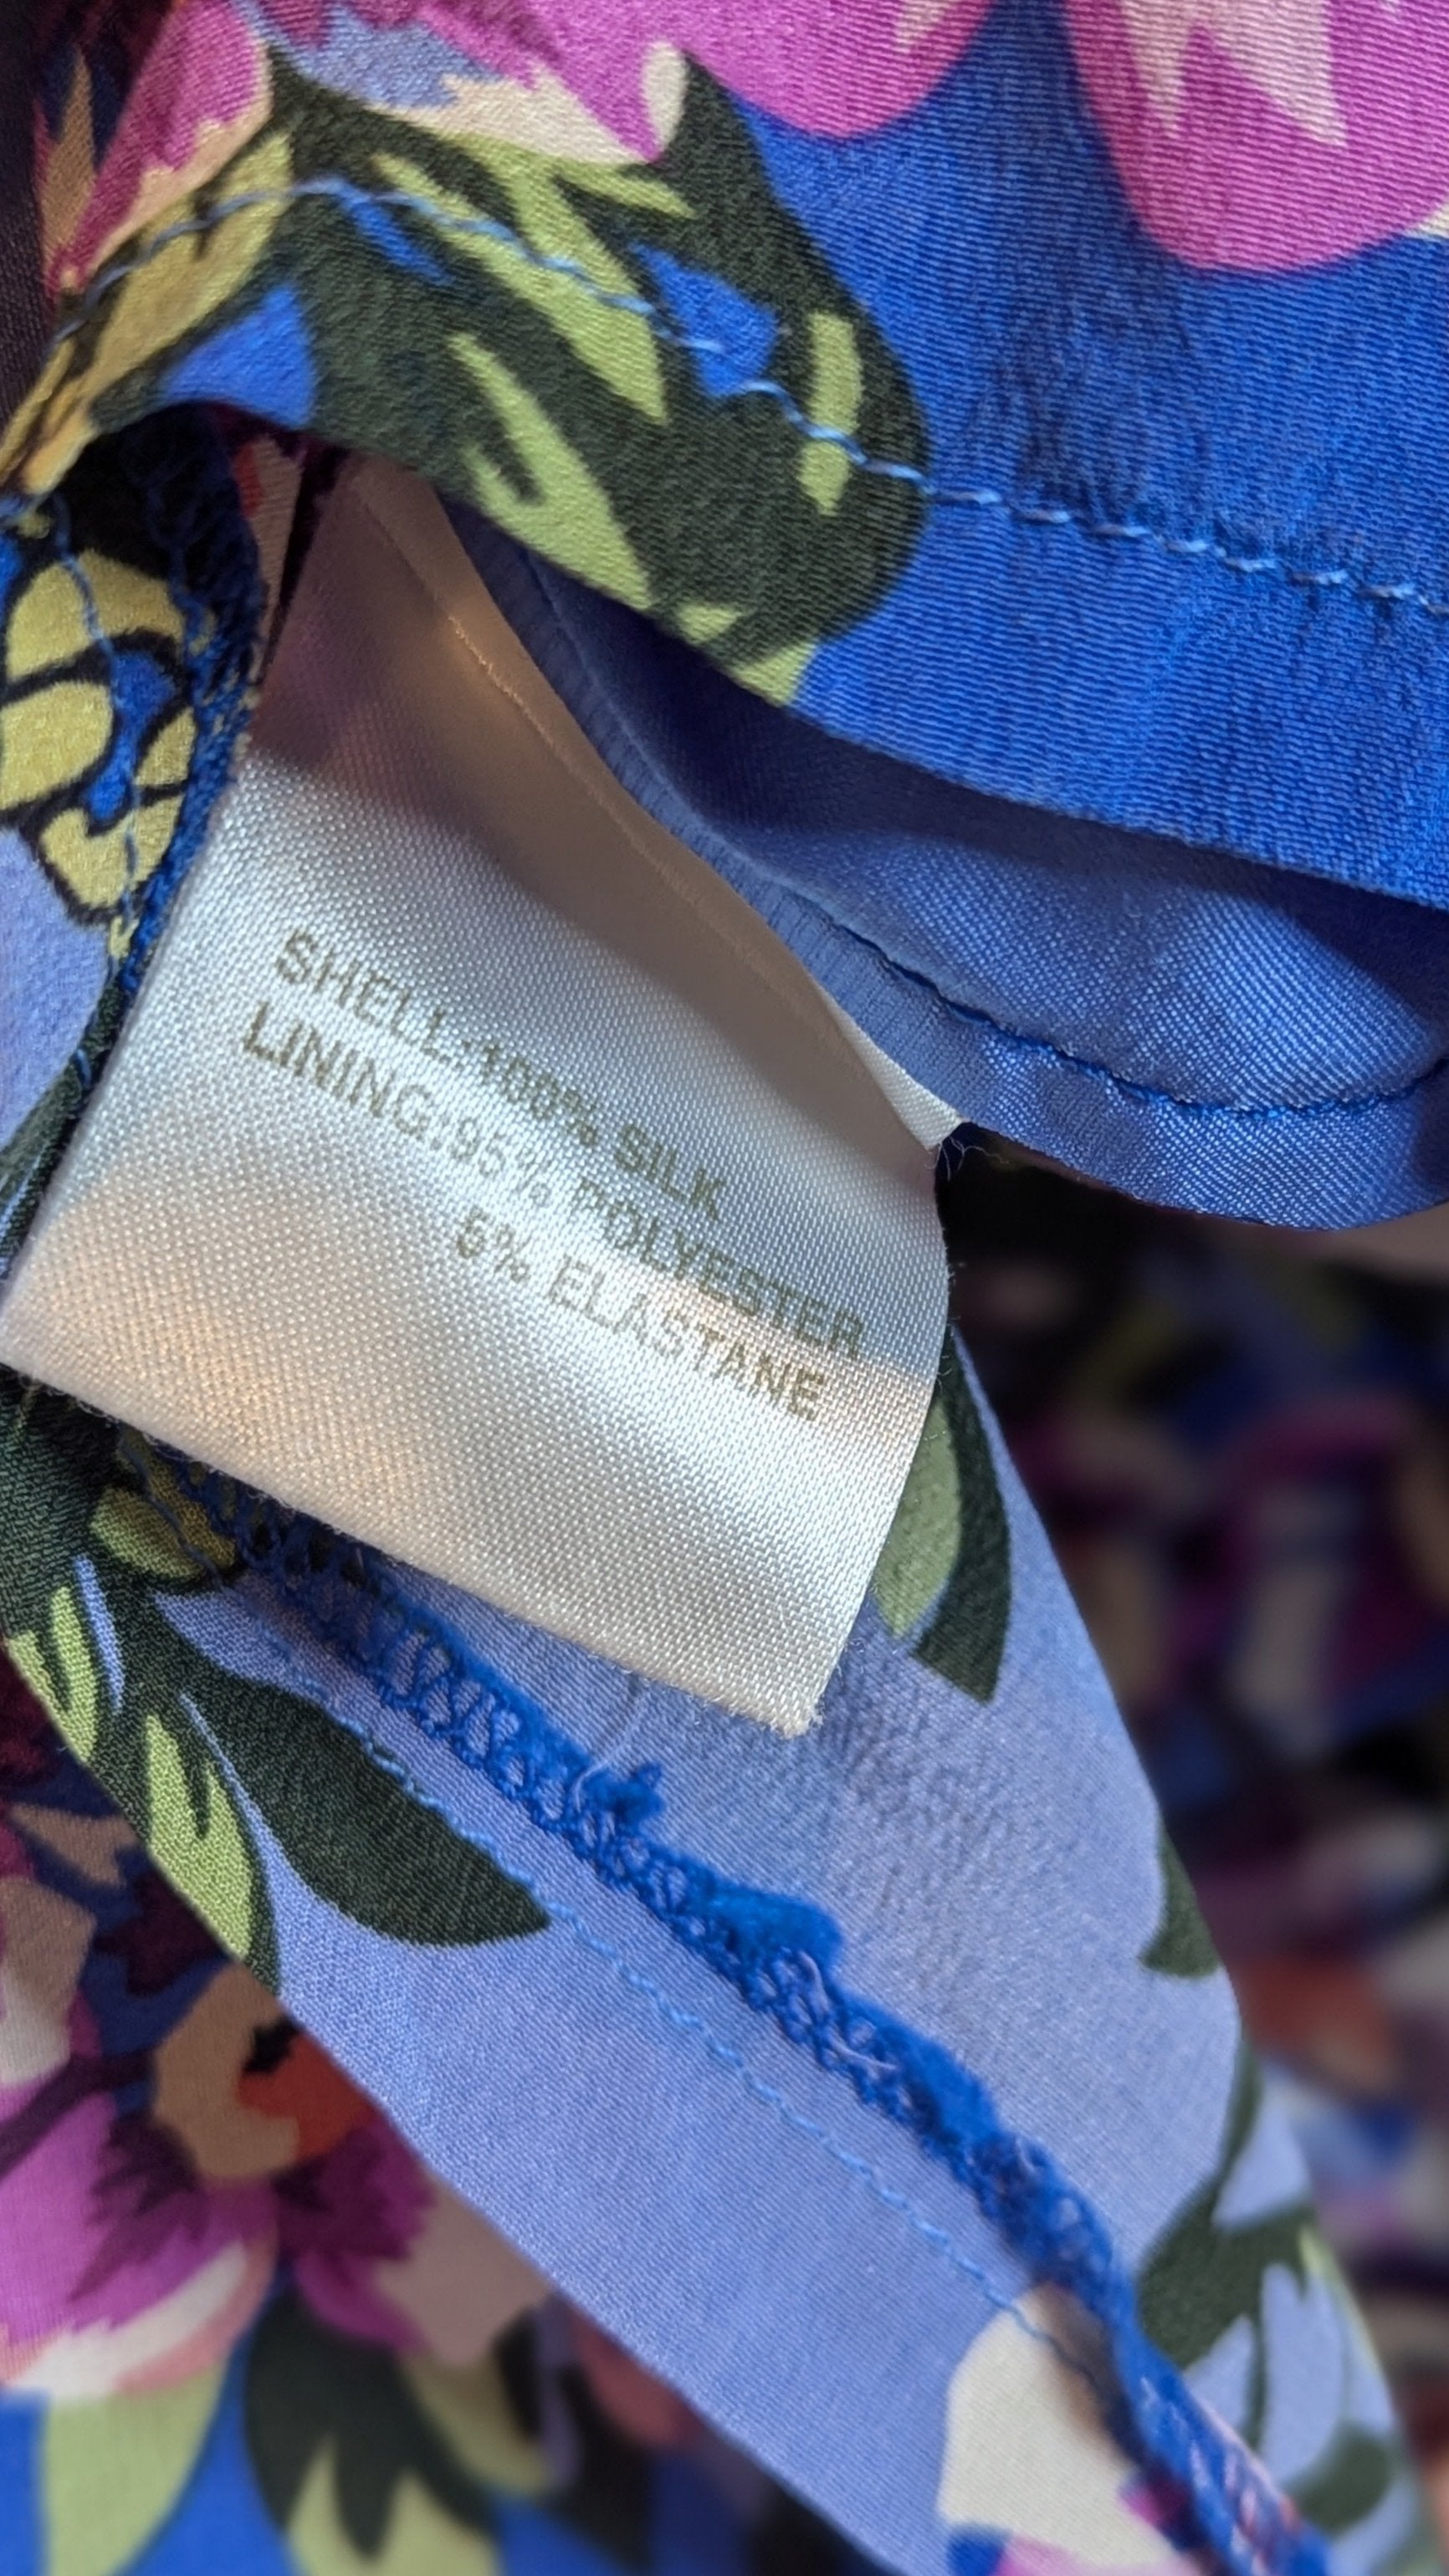 SHELL:100% SILK
LINING:95% POLYESTER
5% ELASTANE